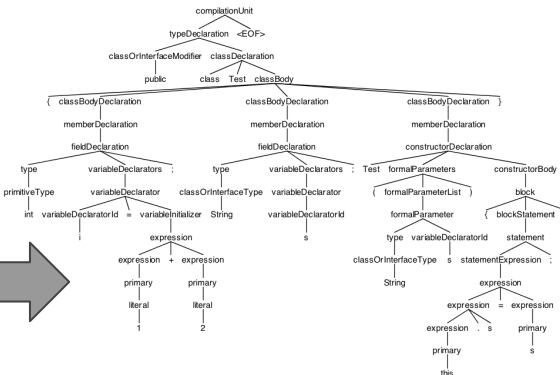 compilationUnit
typeDeclaration <EOF>
classOrInterfaceModifier classDeclaration
public class Test classBody
{ classBodyDeclaration classBodyDeclaration classBodyDeclaration }
memberDeclaration memberDeclaration memberDeclaration
fieldDeclaration fieldDeclaration constructorDeclaration
type variableDeclarators ; type variableDeclarators ; Test formalParameters constructorBody
primitiveType variableDeclarator classOrInterfaceType variableDeclarator ( formalParameterList ) block
int variableDeclaratorId = variableInitializer String variableDeclaratorId formalParameter { blockStatement
i expression s type variableDeclaratorId statement
expression + expression classOrInterfaceType s statementExpression ;
primary primary String expression
literal literal expression = expression
1 2 expression . s primary
primary s
this